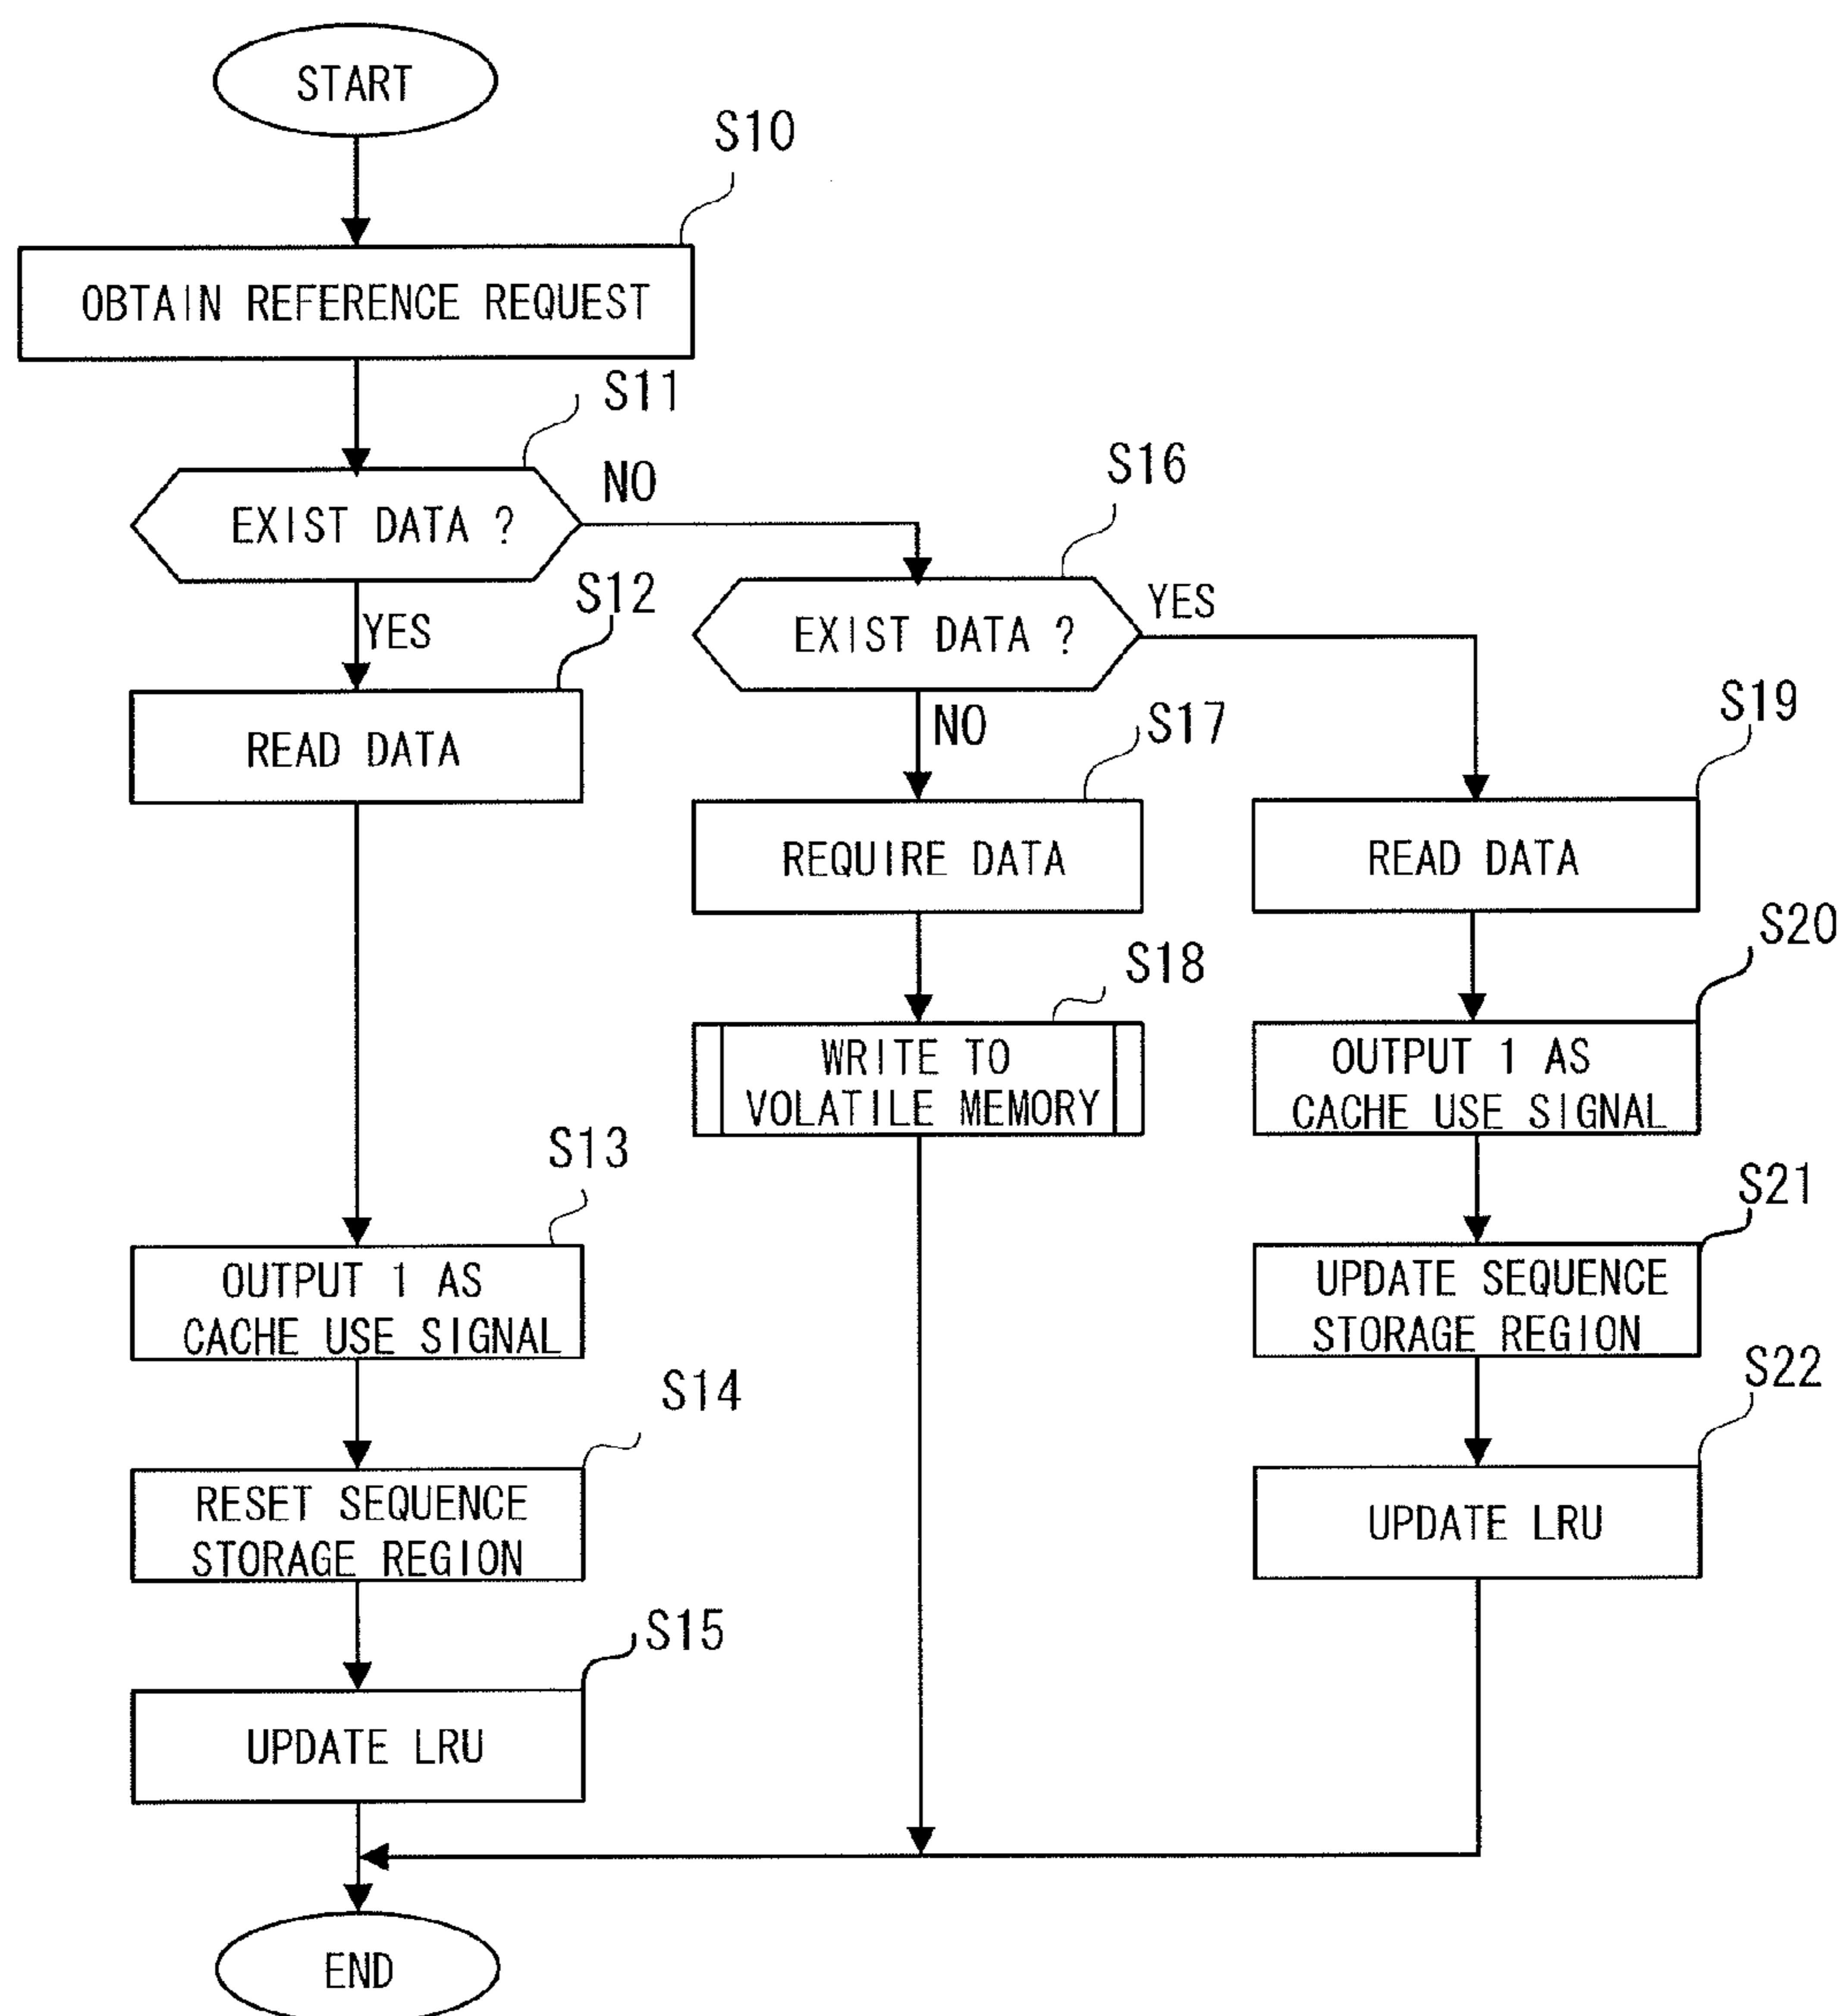 START
S10
OBTAIN REFERENCE REQUEST
S11
EXIST DATA ?
NO
YES
S12
READ DATA
S13
OUTPUT 1 AS
CACHE USE SIGNAL
S14
RESET SEQUENCE
STORAGE REGION
S15
UPDATE LRU
S16
EXIST DATA ?
YES
NO
S17
REQUIRE DATA
S18
WRITE TO
VOLATILE MEMORY
S19
READ DATA
S20
OUTPUT 1 AS
CACHE USE SIGNAL
S21
UPDATE SEQUENCE
STORAGE REGION
S22
UPDATE LRU
END